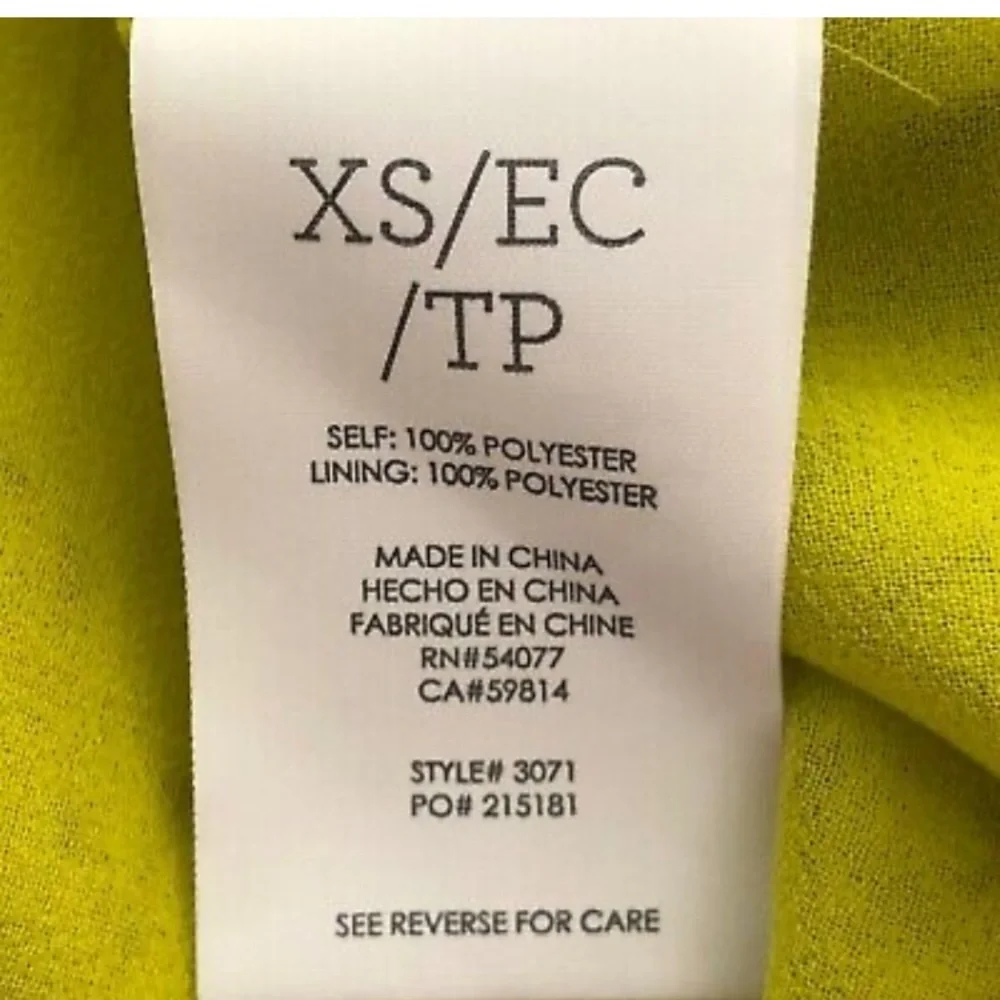 XS/EC
/TP
SELF: 100% POLYESTER
LINING: 100% POLYESTER
MADE IN CHINA
HECHO EN CHINA
FABRIQUÉ EN CHINE
RN#54077
CA#59814
STYLE# 3071
PO# 215181
SEE REVERSE FOR CARE